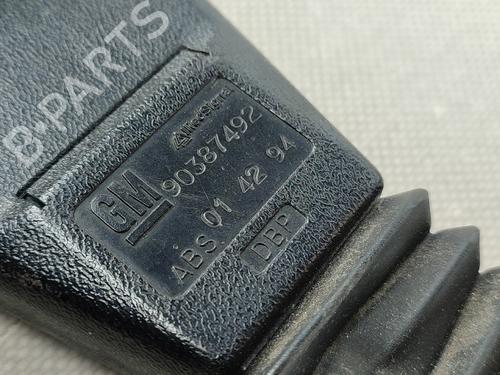 B-PARTS
AlliedSignal
GM 90387492
ABS 01 42 94
DBP